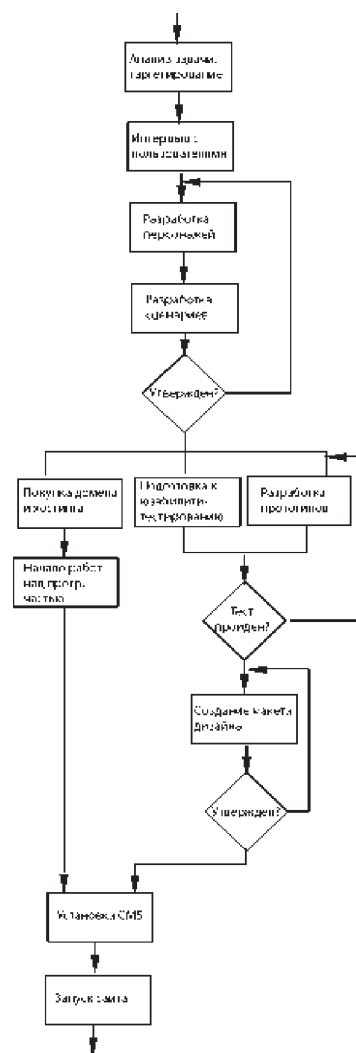 Анализ задачи,
таргетирование
Интервью с
пользователями
Разработка
персонажей
Разработка
сценариев
Утвержден?
Покупка домена
и хостинга
Подготовка к
юзабилити-
тестированию
Разработка
прототипов
Начало работ
над прогр.
частью
Тест
пройден?
Создание макета
дизайна
Утвержден?
Установка CMS
Запуск сайта